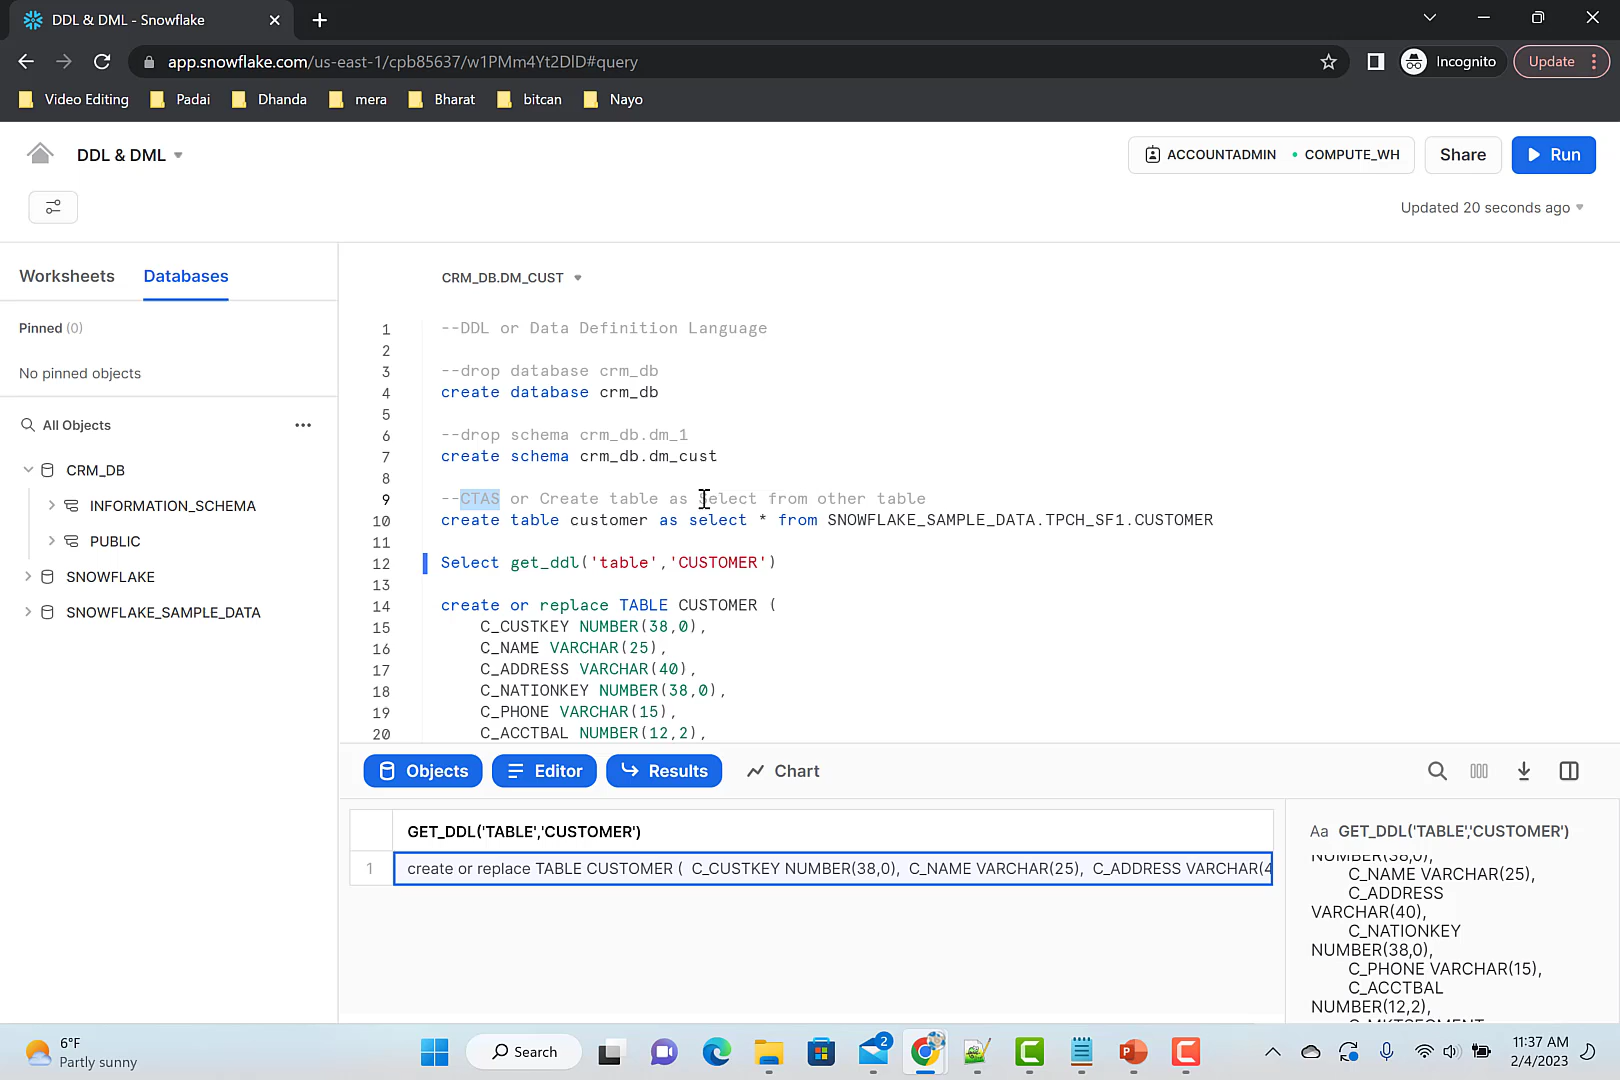 DDL & DML - Snowflake
app.snowflake.com/us-east-1/cpb85637/w1PMm4Yt2DlD#query
Incognito
Update
Video Editing
Padai
Dhanda
mera
Bharat
bitcan
Nayo
DDL & DML
ACCOUNTADMIN
COMPUTE_WH
Share
Run
Updated 20 seconds ago
Worksheets
Databases
Pinned (0)
No pinned objects
All Objects
CRM_DB
INFORMATION_SCHEMA
PUBLIC
SNOWFLAKE
SNOWFLAKE_SAMPLE_DATA
CRM_DB.DM_CUST
1 --DDL or Data Definition Language
2
3 --drop database crm_db
4 create database crm_db
5
6 --drop schema crm_db.dm_1
7 create schema crm_db.dm_cust
8
9 --CTAS or Create table as Select from other table
10 create table customer as select * from SNOWFLAKE_SAMPLE_DATA.TPCH_SF1.CUSTOMER
11
12 Select get_ddl('table','CUSTOMER')
13
14 create or replace TABLE CUSTOMER (
15 C_CUSTKEY NUMBER(38,0),
16 C_NAME VARCHAR(25),
17 C_ADDRESS VARCHAR(40),
18 C_NATIONKEY NUMBER(38,0),
19 C_PHONE VARCHAR(15),
20 C_ACCTBAL NUMBER(12,2),
Objects
Editor
Results
Chart
GET_DDL('TABLE','CUSTOMER')
1 create or replace TABLE CUSTOMER ( C_CUSTKEY NUMBER(38,0), C_NAME VARCHAR(25), C_ADDRESS VARCHAR(4
Aa GET_DDL('TABLE','CUSTOMER')
NUMBER(38,0),
C_NAME VARCHAR(25),
C_ADDRESS
VARCHAR(40),
C_NATIONKEY
NUMBER(38,0),
C_PHONE VARCHAR(15),
C_ACCTBAL
NUMBER(12,2),
C_MKTSEGMENT
6°F
Partly sunny
Search
2
11:37 AM
2/4/2023